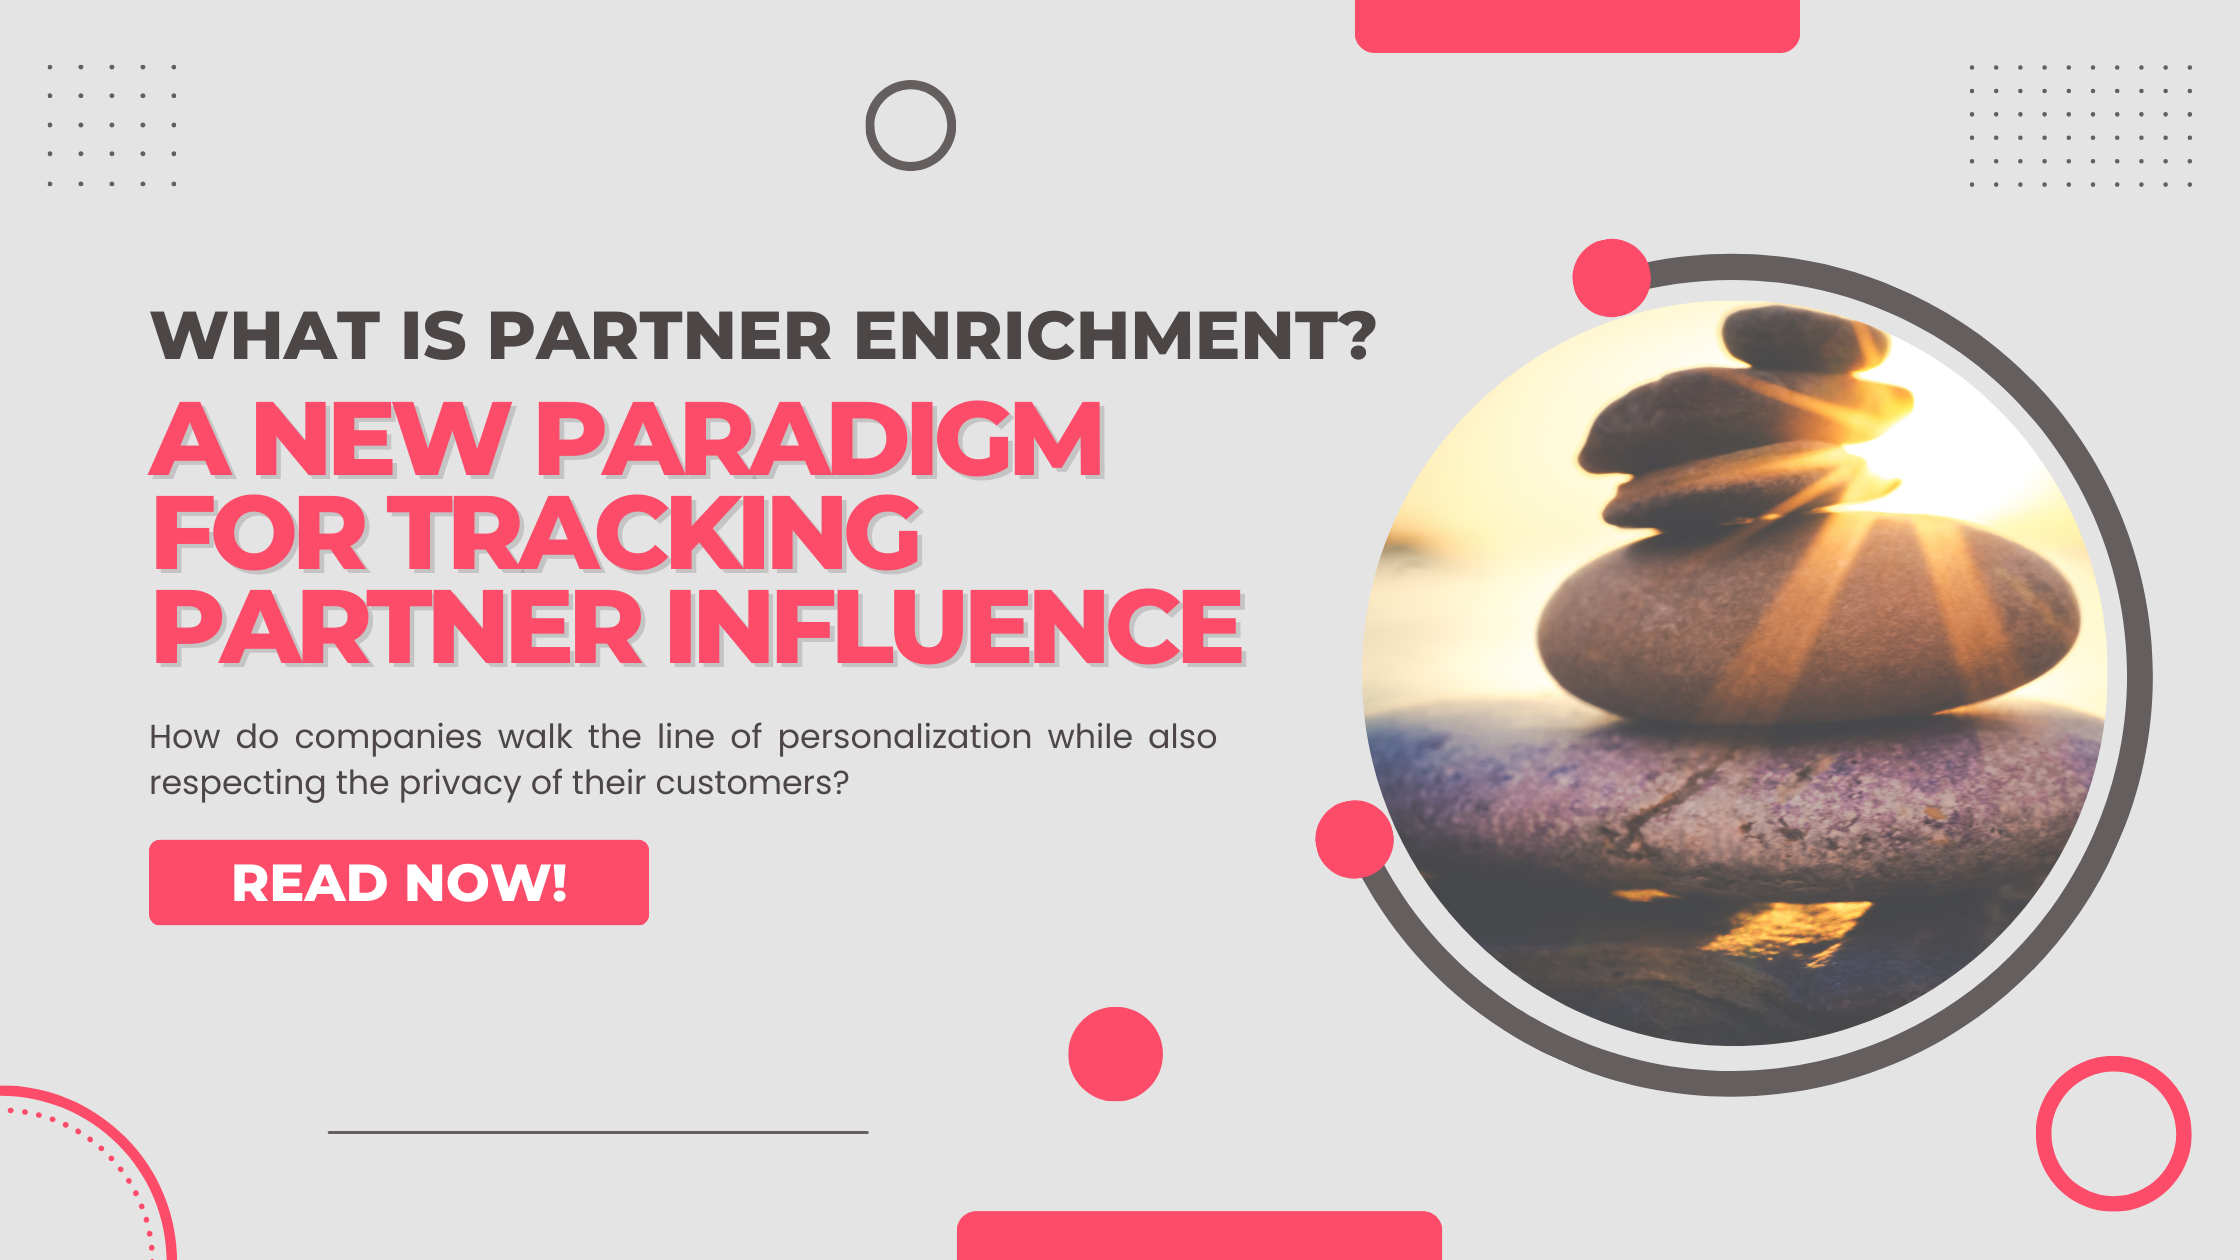 WHAT IS PARTNER ENRICHMENT?
A NEW PARADIGM
FOR TRACKING
PARTNER INFLUENCE
How do companies walk the line of personalization while also
respecting the privacy of their customers?
READ NOW!